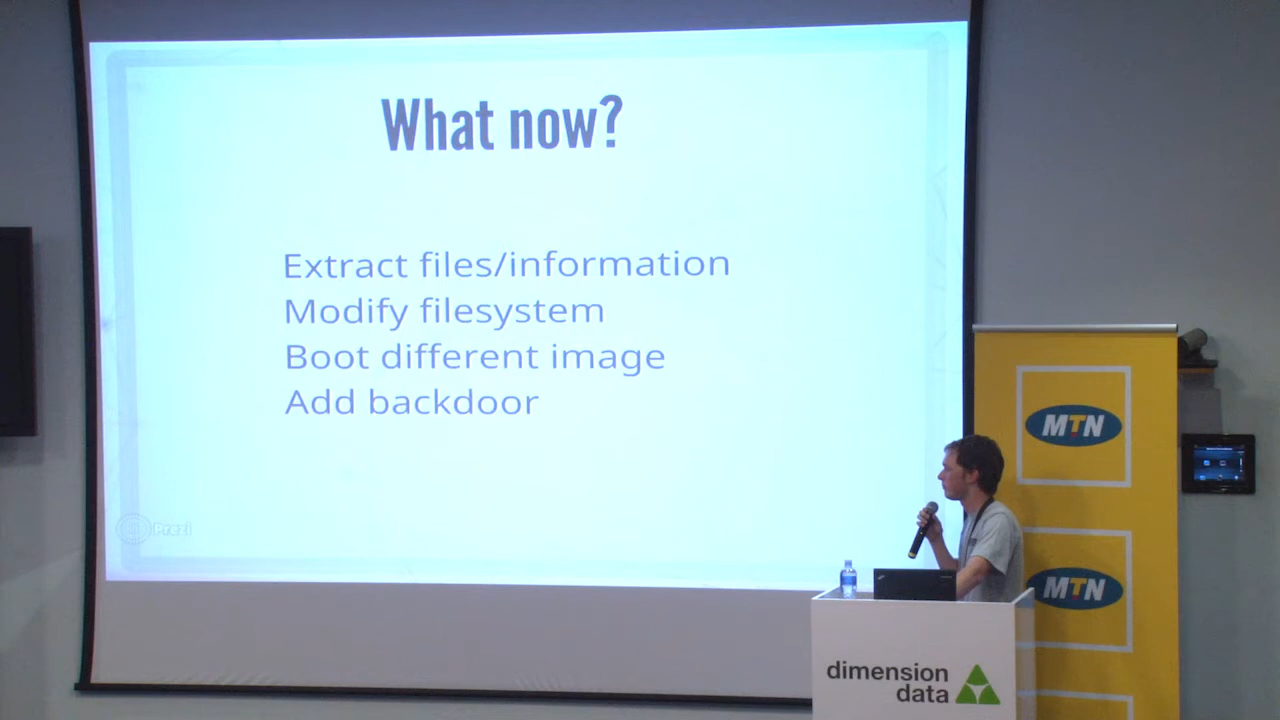 What now?
Extract files/information
Modify filesystem
Boot different image
Add backdoor
Prezi
MTN
MTN
dimension
data